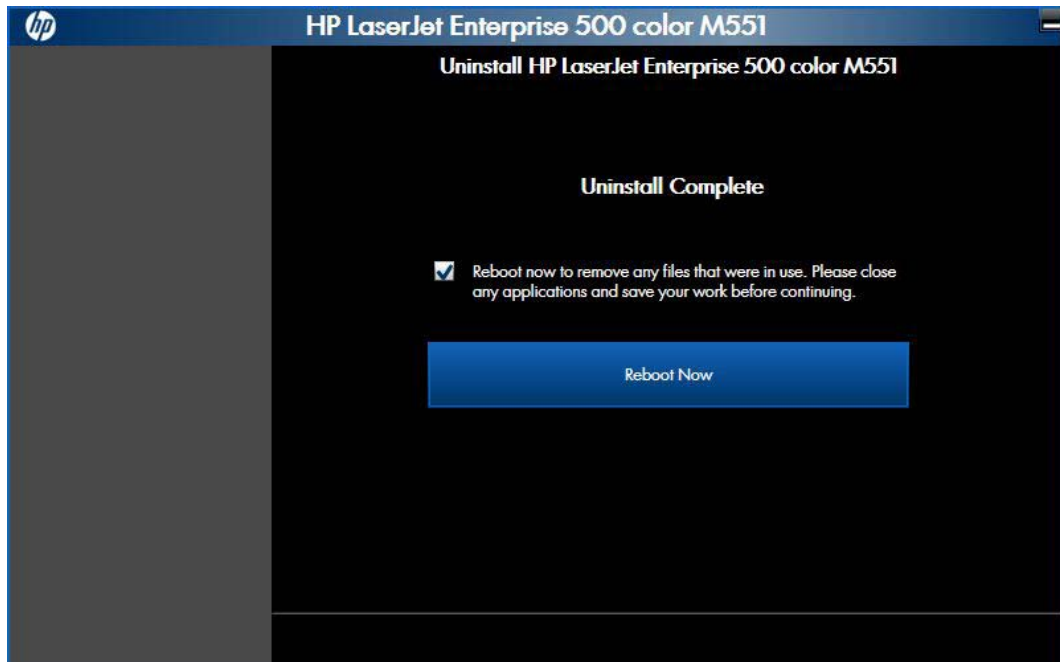 hp
HP LaserJet Enterprise 500 color M551
Uninstall HP LaserJet Enterprise 500 color M551
Uninstall Complete
Reboot now to remove any files that were in use. Please close
any applications and save your work before continuing.
Reboot Now